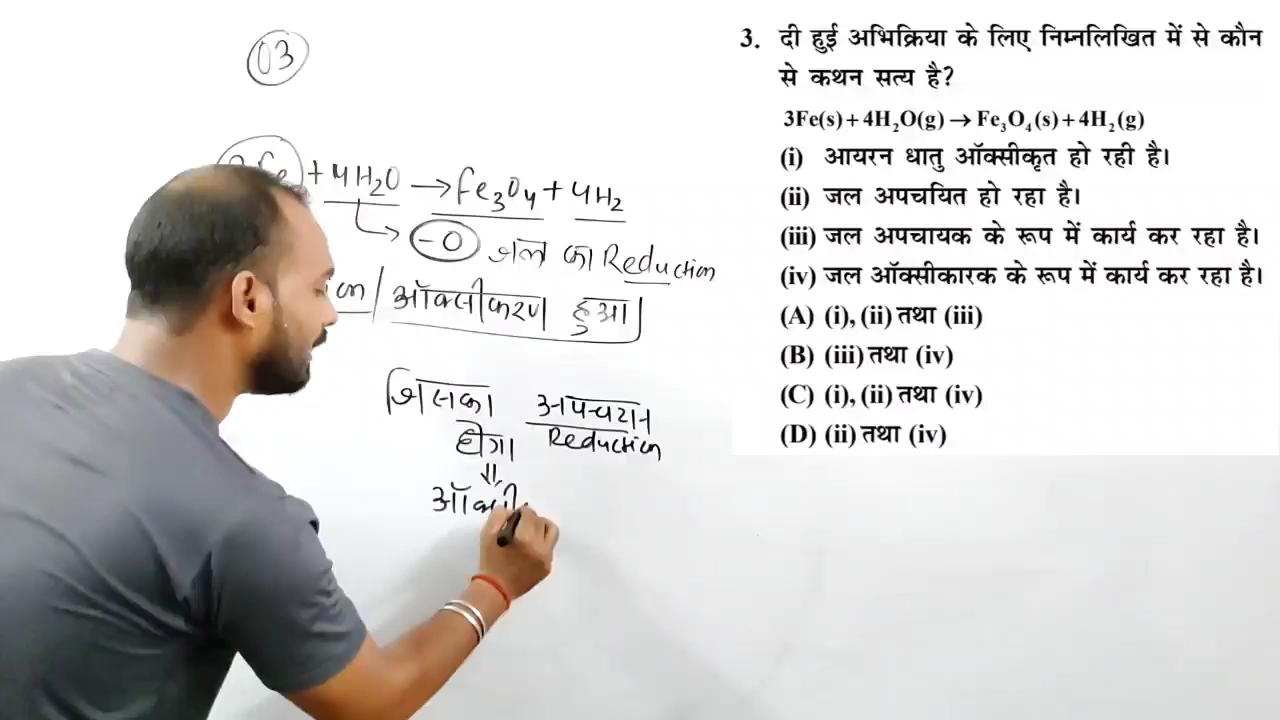 03
+ 4H₂O → Fe₃O₄ + 4H₂
-O जल का Reduction
ऑक्सीकरण हुआ
जिसका अपचयन
होगा Reduction
3. दी हुई अभिक्रिया के लिए निम्नलिखित में से कौन
से कथन सत्य है?
3Fe(s) + 4H₂O(g) → Fe₃O₄(s) + 4H₂(g)
(i) आयरन धातु ऑक्सीकृत हो रही है।
(ii) जल अपचयित हो रहा है।
(iii) जल अपचायक के रूप में कार्य कर रहा है।
(iv) जल ऑक्सीकारक के रूप में कार्य कर रहा है।
(A) (i), (ii) तथा (iii)
(B) (iii) तथा (iv)
(C) (i), (ii) तथा (iv)
(D) (ii) तथा (iv)